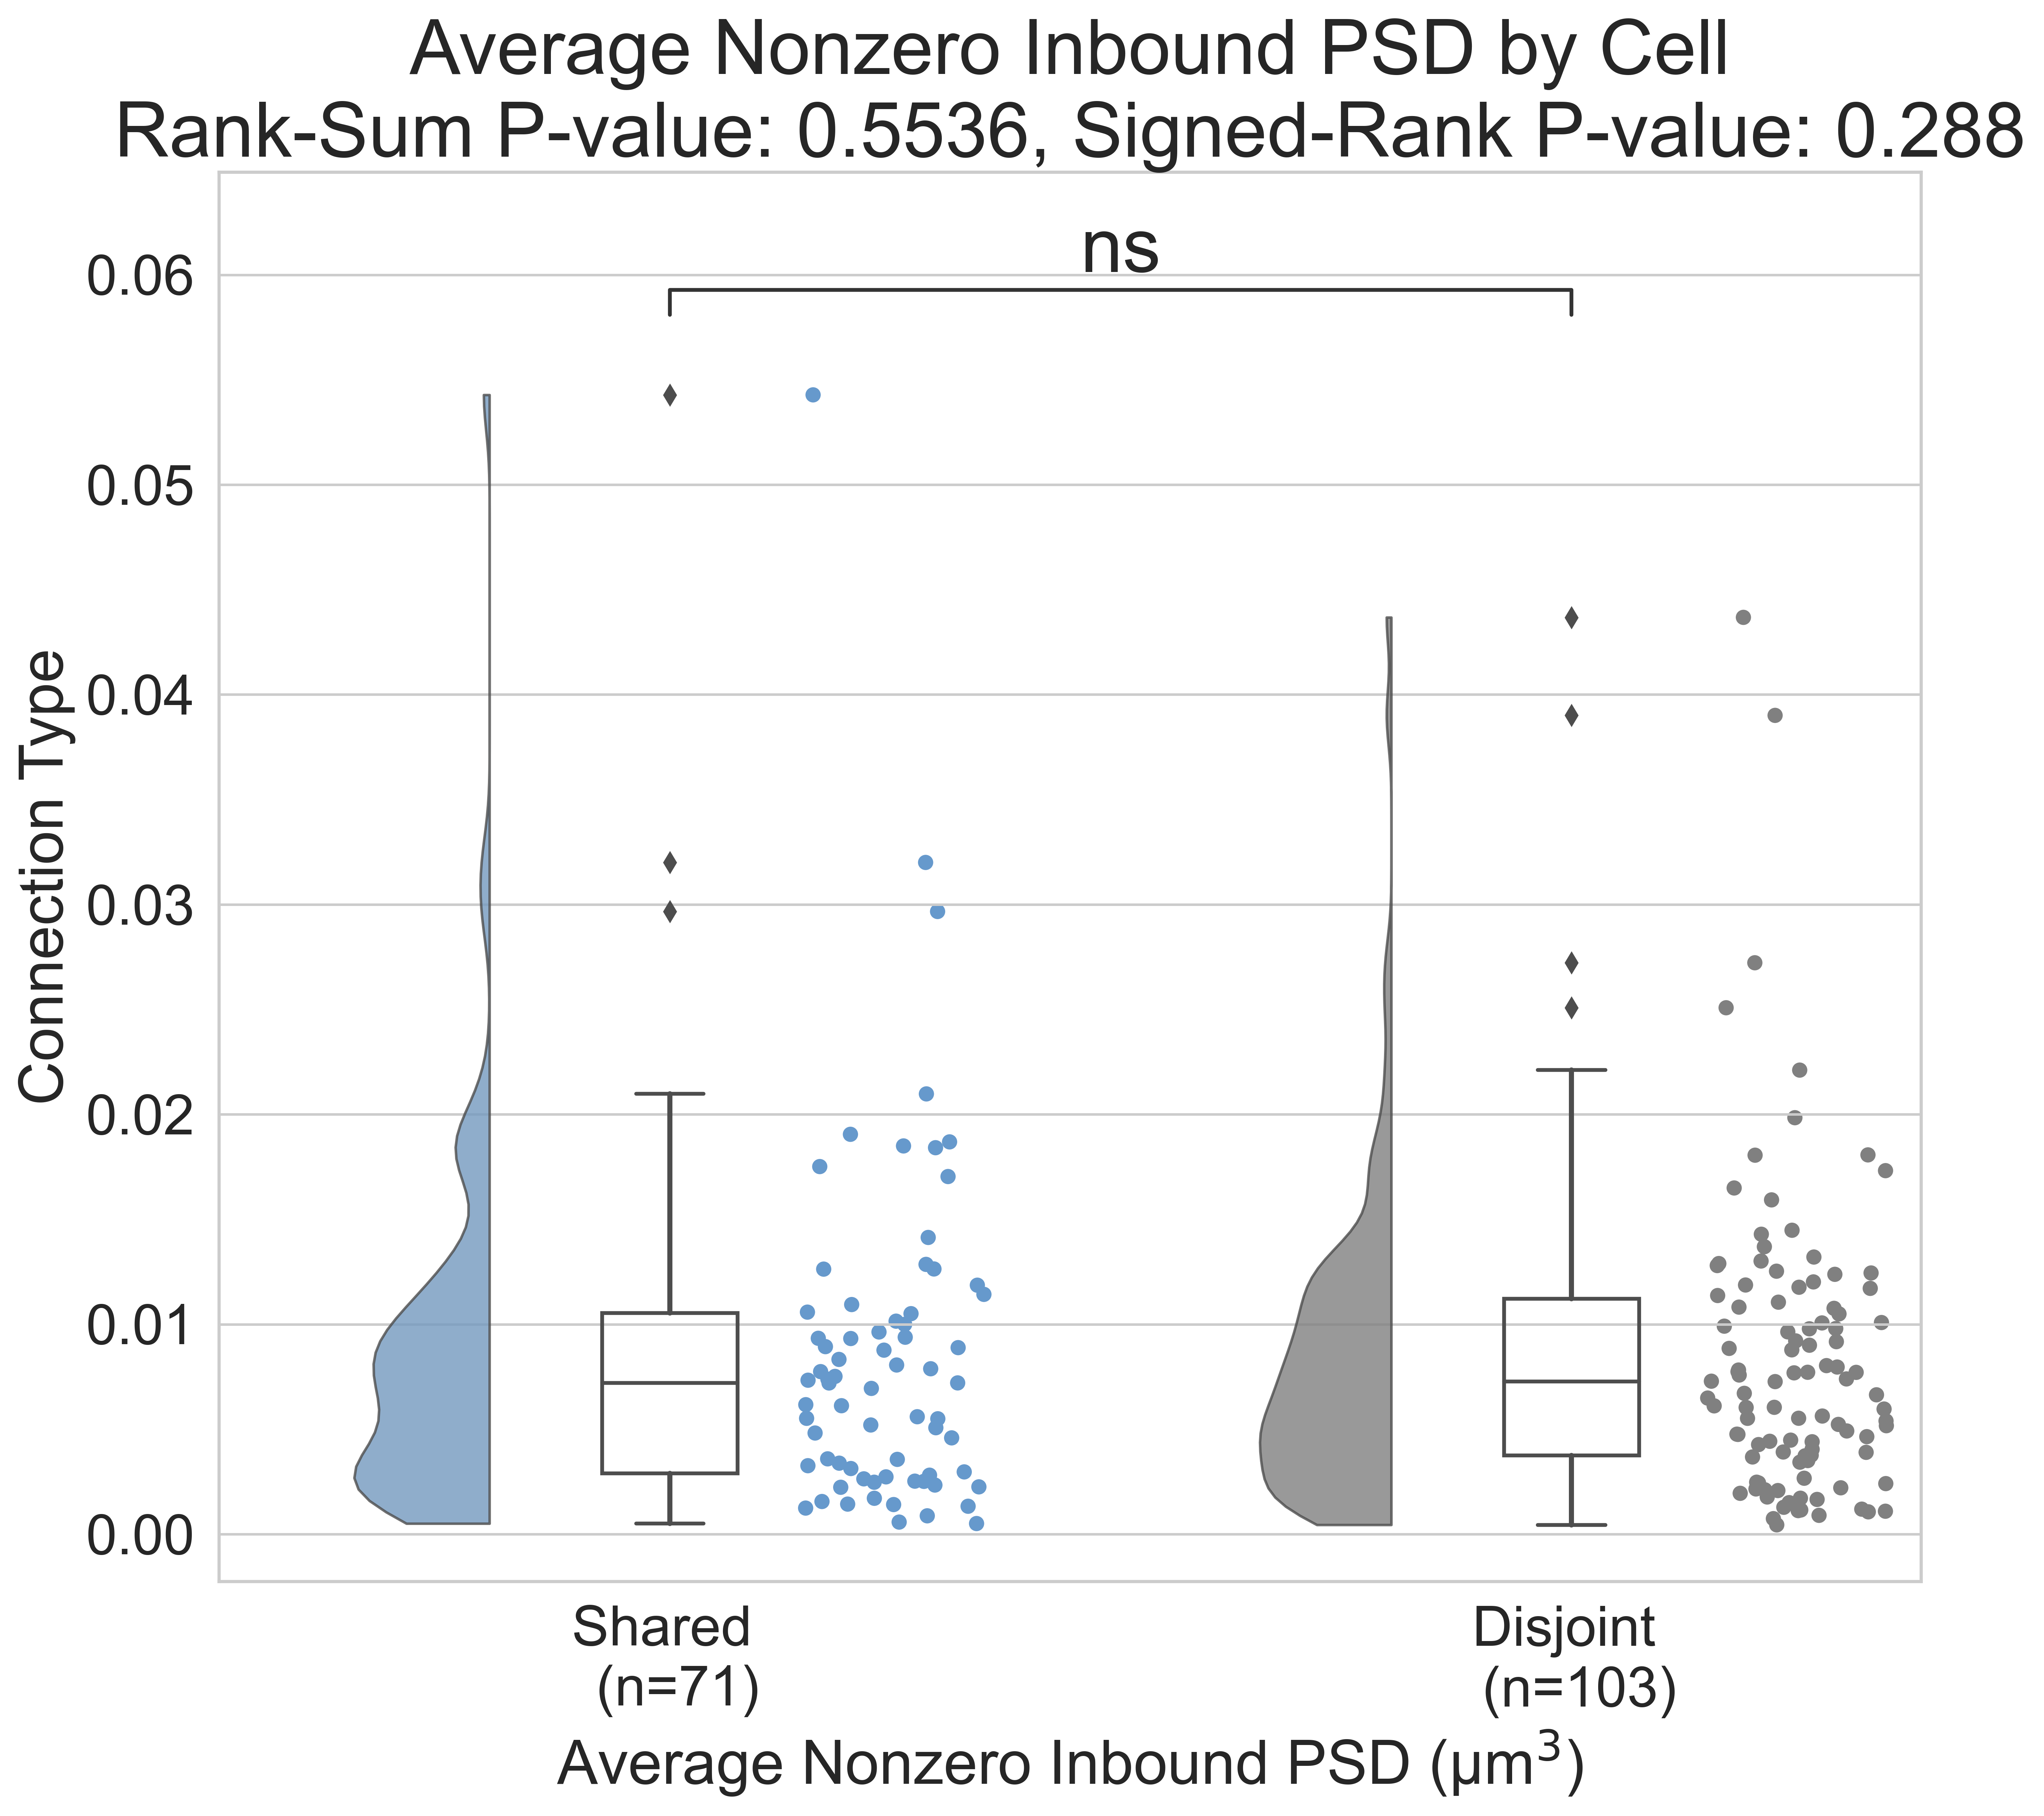 Average Nonzero Inbound PSD by Cell
Rank-Sum P-value: 0.5536, Signed-Rank P-value: 0.288
ns
0.06
0.05
0.04
0.03
0.02
0.01
0.00
Connection Type
Shared
(n=71)
Disjoint
(n=103)
Average Nonzero Inbound PSD (µm³)